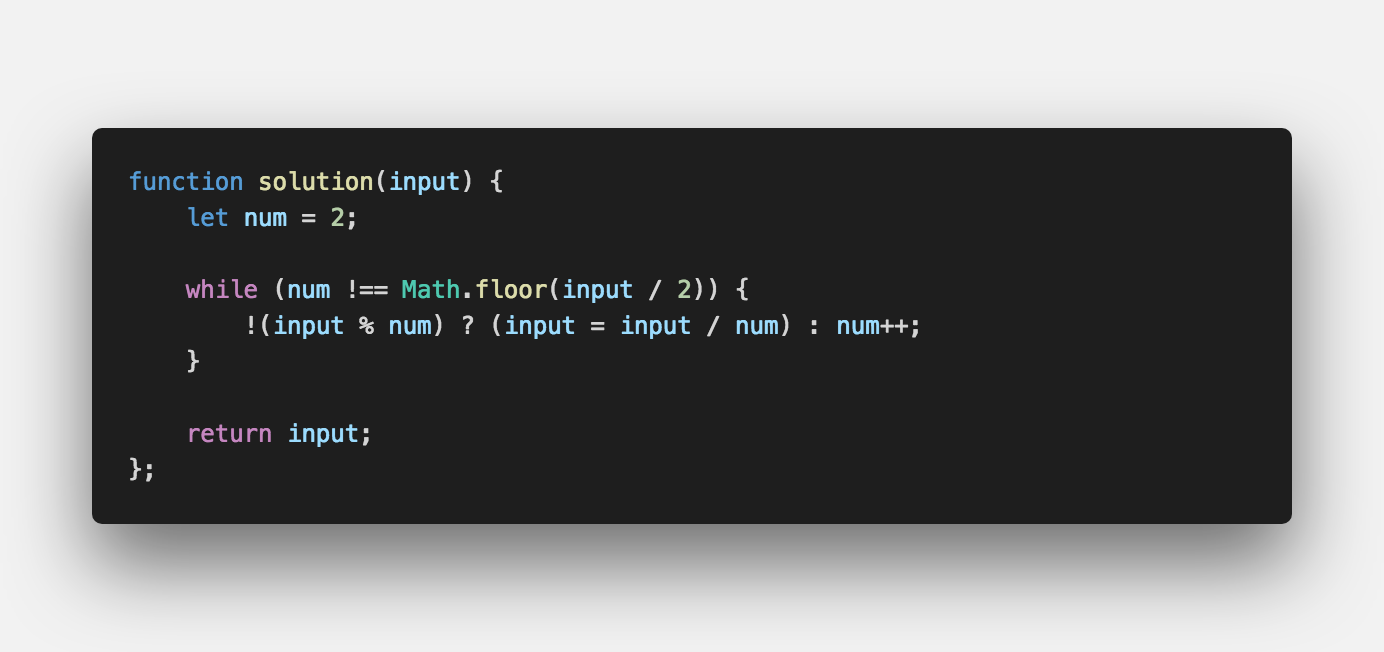 function solution(input) {
    let num = 2;

    while (num !== Math.floor(input / 2)) {
        !(input % num) ? (input = input / num) : num++;
    }

    return input;
};